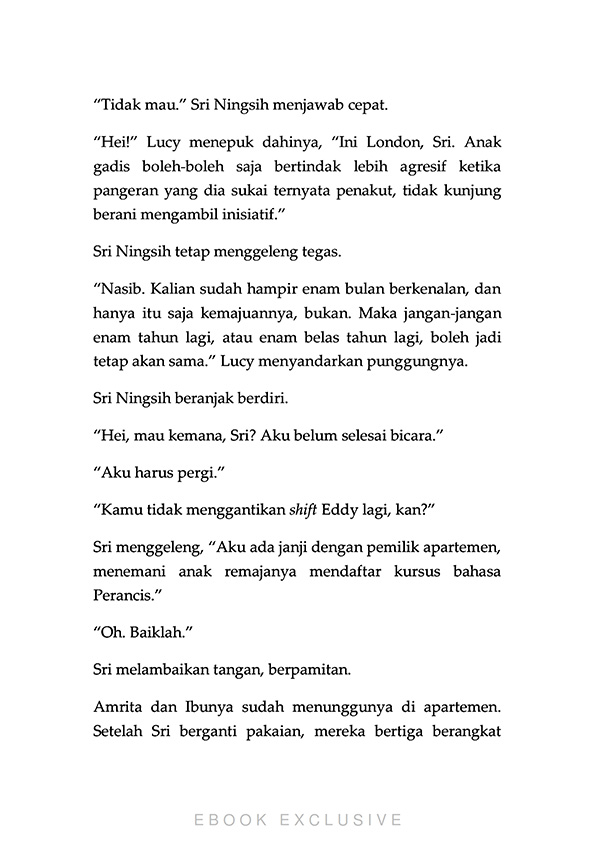 “Tidak mau.” Sri Ningsih menjawab cepat.
“Hei!“ Lucy menepuk dahinya, “Ini London, Sri. Anak
gadis boleh-boleh saja bertindak lebih agresif ketika
pangeran yang dia sukai ternyata penakut, tidak kunjung
berani mengambil inisiatif.”
Sri Ningsih tetap menggeleng tegas.
“Nasib. Kalian sudah hampir enam bulan berkenalan, dan
hanya itu saja kemajuannya, bukan. Maka jangan-jangan
enam tahun lagi, atau enam belas tahun lagi, boleh jadi
tetap akan sama.” Lucy menyandarkan punggungnya.
Sri Ningsih beranjak berdiri.
“Hei, mau kemana, Sri? Aku belum selesai bicara.”
“Aku harus pergi.”
“Kamu tidak menggantikan shift Eddy lagi, kan?”
Sri menggeleng, “Aku ada janji dengan pemilik apartemen,
menemani anak remajanya mendaftar kursus bahasa
Perancis.”
“Oh. Baiklah.”
Sri melambaikan tangan, berpamitan.
Amrita dan Ibunya sudah menunggunya di apartemen.
Setelah Sri berganti pakaian, mereka bertiga berangkat
EBOOK EXCLUSIVE